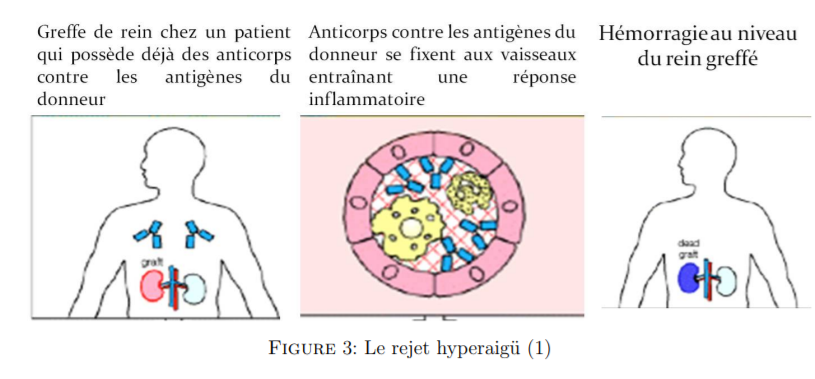 Greffe de rein chez un patient
qui possède déjà des anticorps
contre les antigènes du
donneur
Anticorps contre les antigènes du
donneur se fixent aux vaisseaux
entraînant une réponse
inflammatoire
Hémorragie au niveau
du rein greffé
graft
dead
graft
FIGURE 3: Le rejet hyperaigü (1)